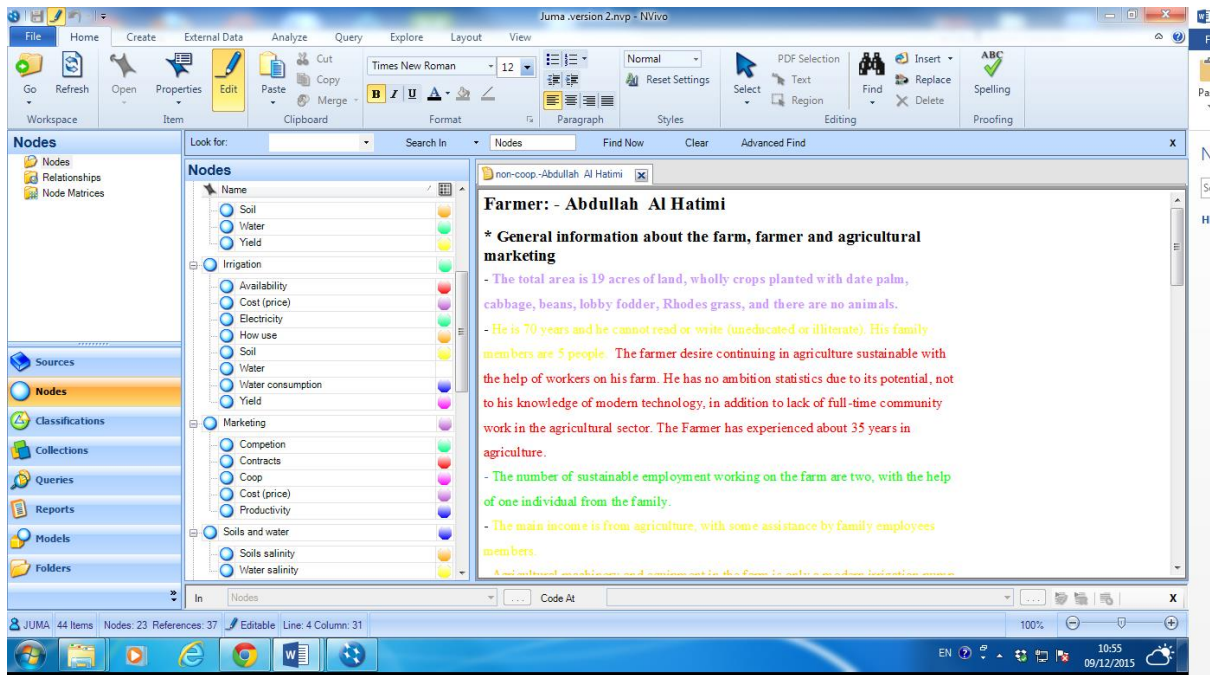 Juma .version 2.nvp - NVivo
File Home Create External Data Analyze Query Explore Layout View
Go Refresh Open Properties Edit Paste Cut Copy Merge
Times New Roman 12
B I U A
Normal
Reset Settings
Select PDF Selection Text Region Find Insert Replace Delete
ABC
Spelling
Workspace Item Clipboard Format Paragraph Styles Editing Proofing
Nodes
Look for: Search In Nodes Find Now Clear Advanced Find x
Nodes
Relationships
Node Matrices
Sources
Nodes
Classifications
Collections
Queries
Reports
Models
Folders
Nodes
Name
Soil
Water
Yield
Irrigation
Availability
Cost (price)
Electricity
How use
Soil
Water
Water consumption
Yield
Marketing
Competion
Contracts
Coop
Cost (price)
Productivity
Soils and water
Soils salinity
Water salinity
non-coop.-Abdullah Al Hatimi
Farmer: - Abdullah Al Hatimi
* General information about the farm, farmer and agricultural
marketing
- The total area is 19 acres of land, wholly crops planted with date palm,
cabbage, beans, lobby fodder, Rhodes grass, and there are no animals.
- He is 70 years and he cannot read or write (uneducated or illiterate). His family
members are 5 people. The farmer desire continuing in agriculture sustainable with
the help of workers on his farm. He has no ambition statistics due to its potential, not
to his knowledge of modern technology, in addition to lack of full-time community
work in the agricultural sector. The Farmer has experienced about 35 years in
agriculture.
- The number of sustainable employment working on the farm are two, with the help
of one individual from the family.
- The main income is from agriculture, with some assistance by family employees
members.
- Agricultural machinery and equipment in the farm is only a modern irrigation pump
In Nodes ... Code At ... X
JUMA 44 Items Nodes: 23 References: 37 Editable Line: 4 Column: 31 100%
EN 10:55
09/12/2015